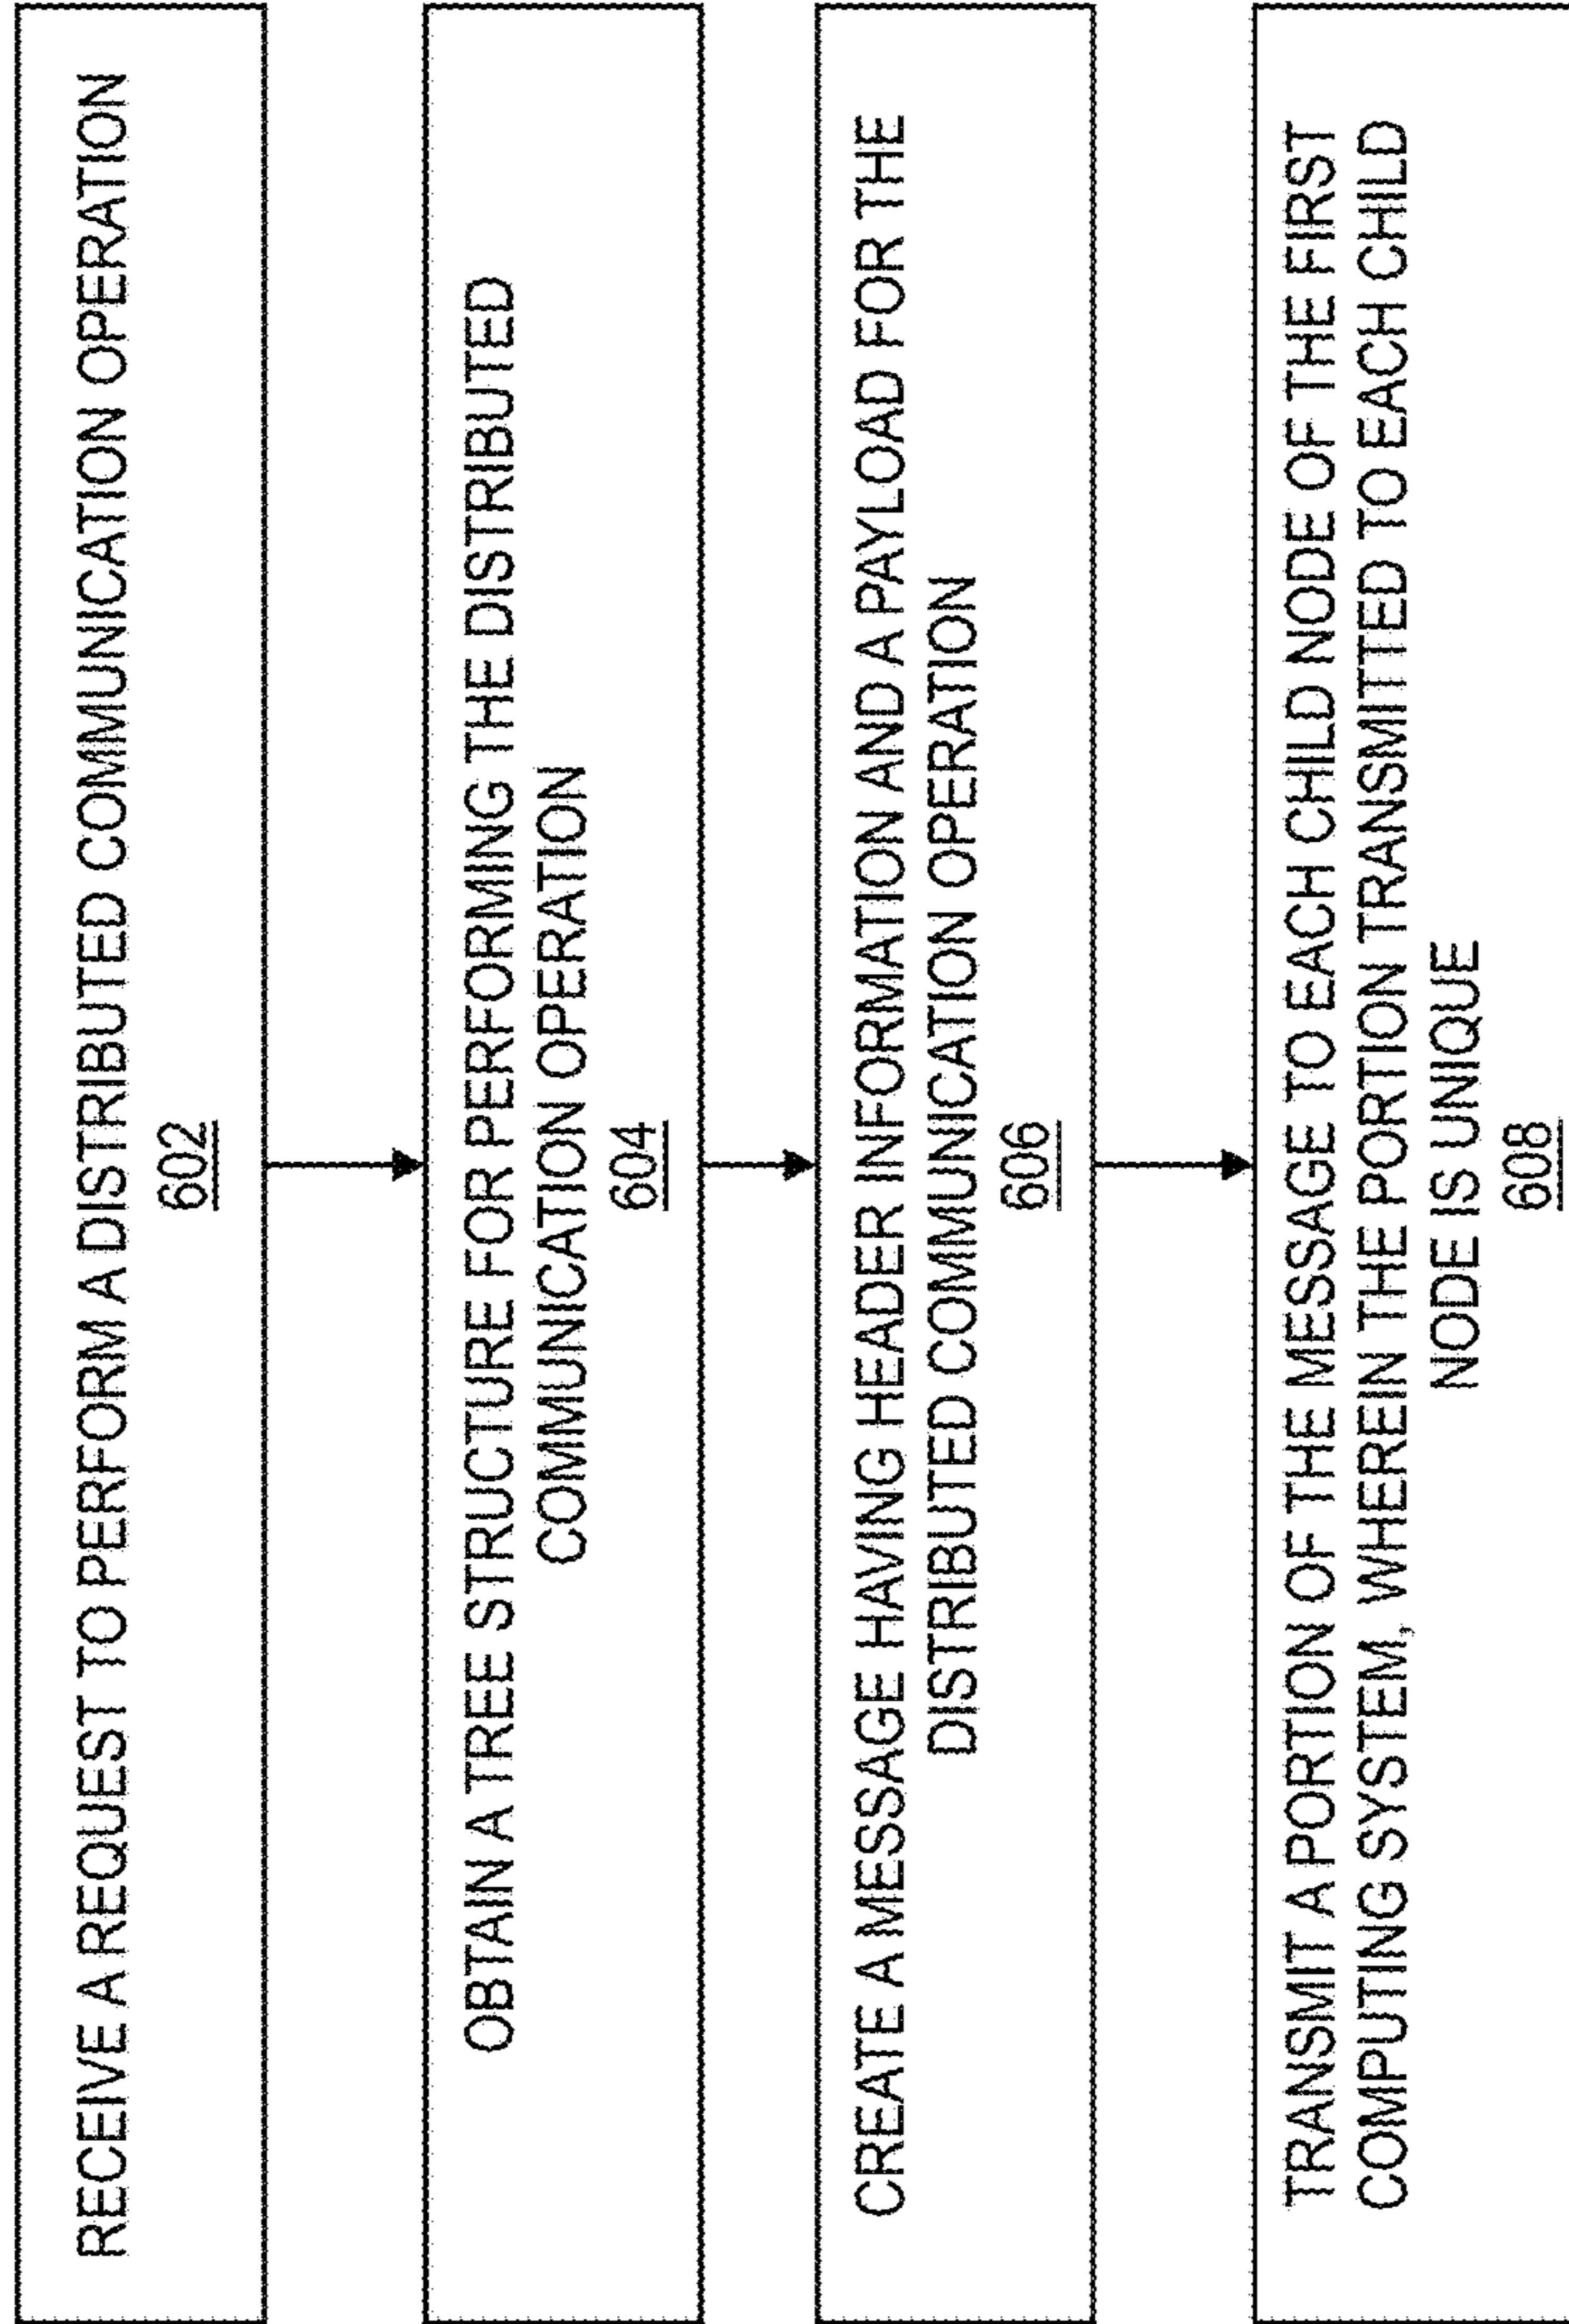 RECEIVE A REQUEST TO PERFORM A DISTRIBUTED COMMUNICATION OPERATION
602
OBTAIN A TREE STRUCTURE FOR PERFORMING THE DISTRIBUTED
COMMUNICATION OPERATION
604
CREATE A MESSAGE HAVING HEADER INFORMATION AND A PAYLOAD FOR THE
DISTRIBUTED COMMUNICATION OPERATION
606
TRANSMIT A PORTION OF THE MESSAGE TO EACH CHILD NODE OF THE FIRST
COMPUTING SYSTEM, WHEREIN THE PORTION TRANSMITTED TO EACH CHILD
NODE IS UNIQUE
608